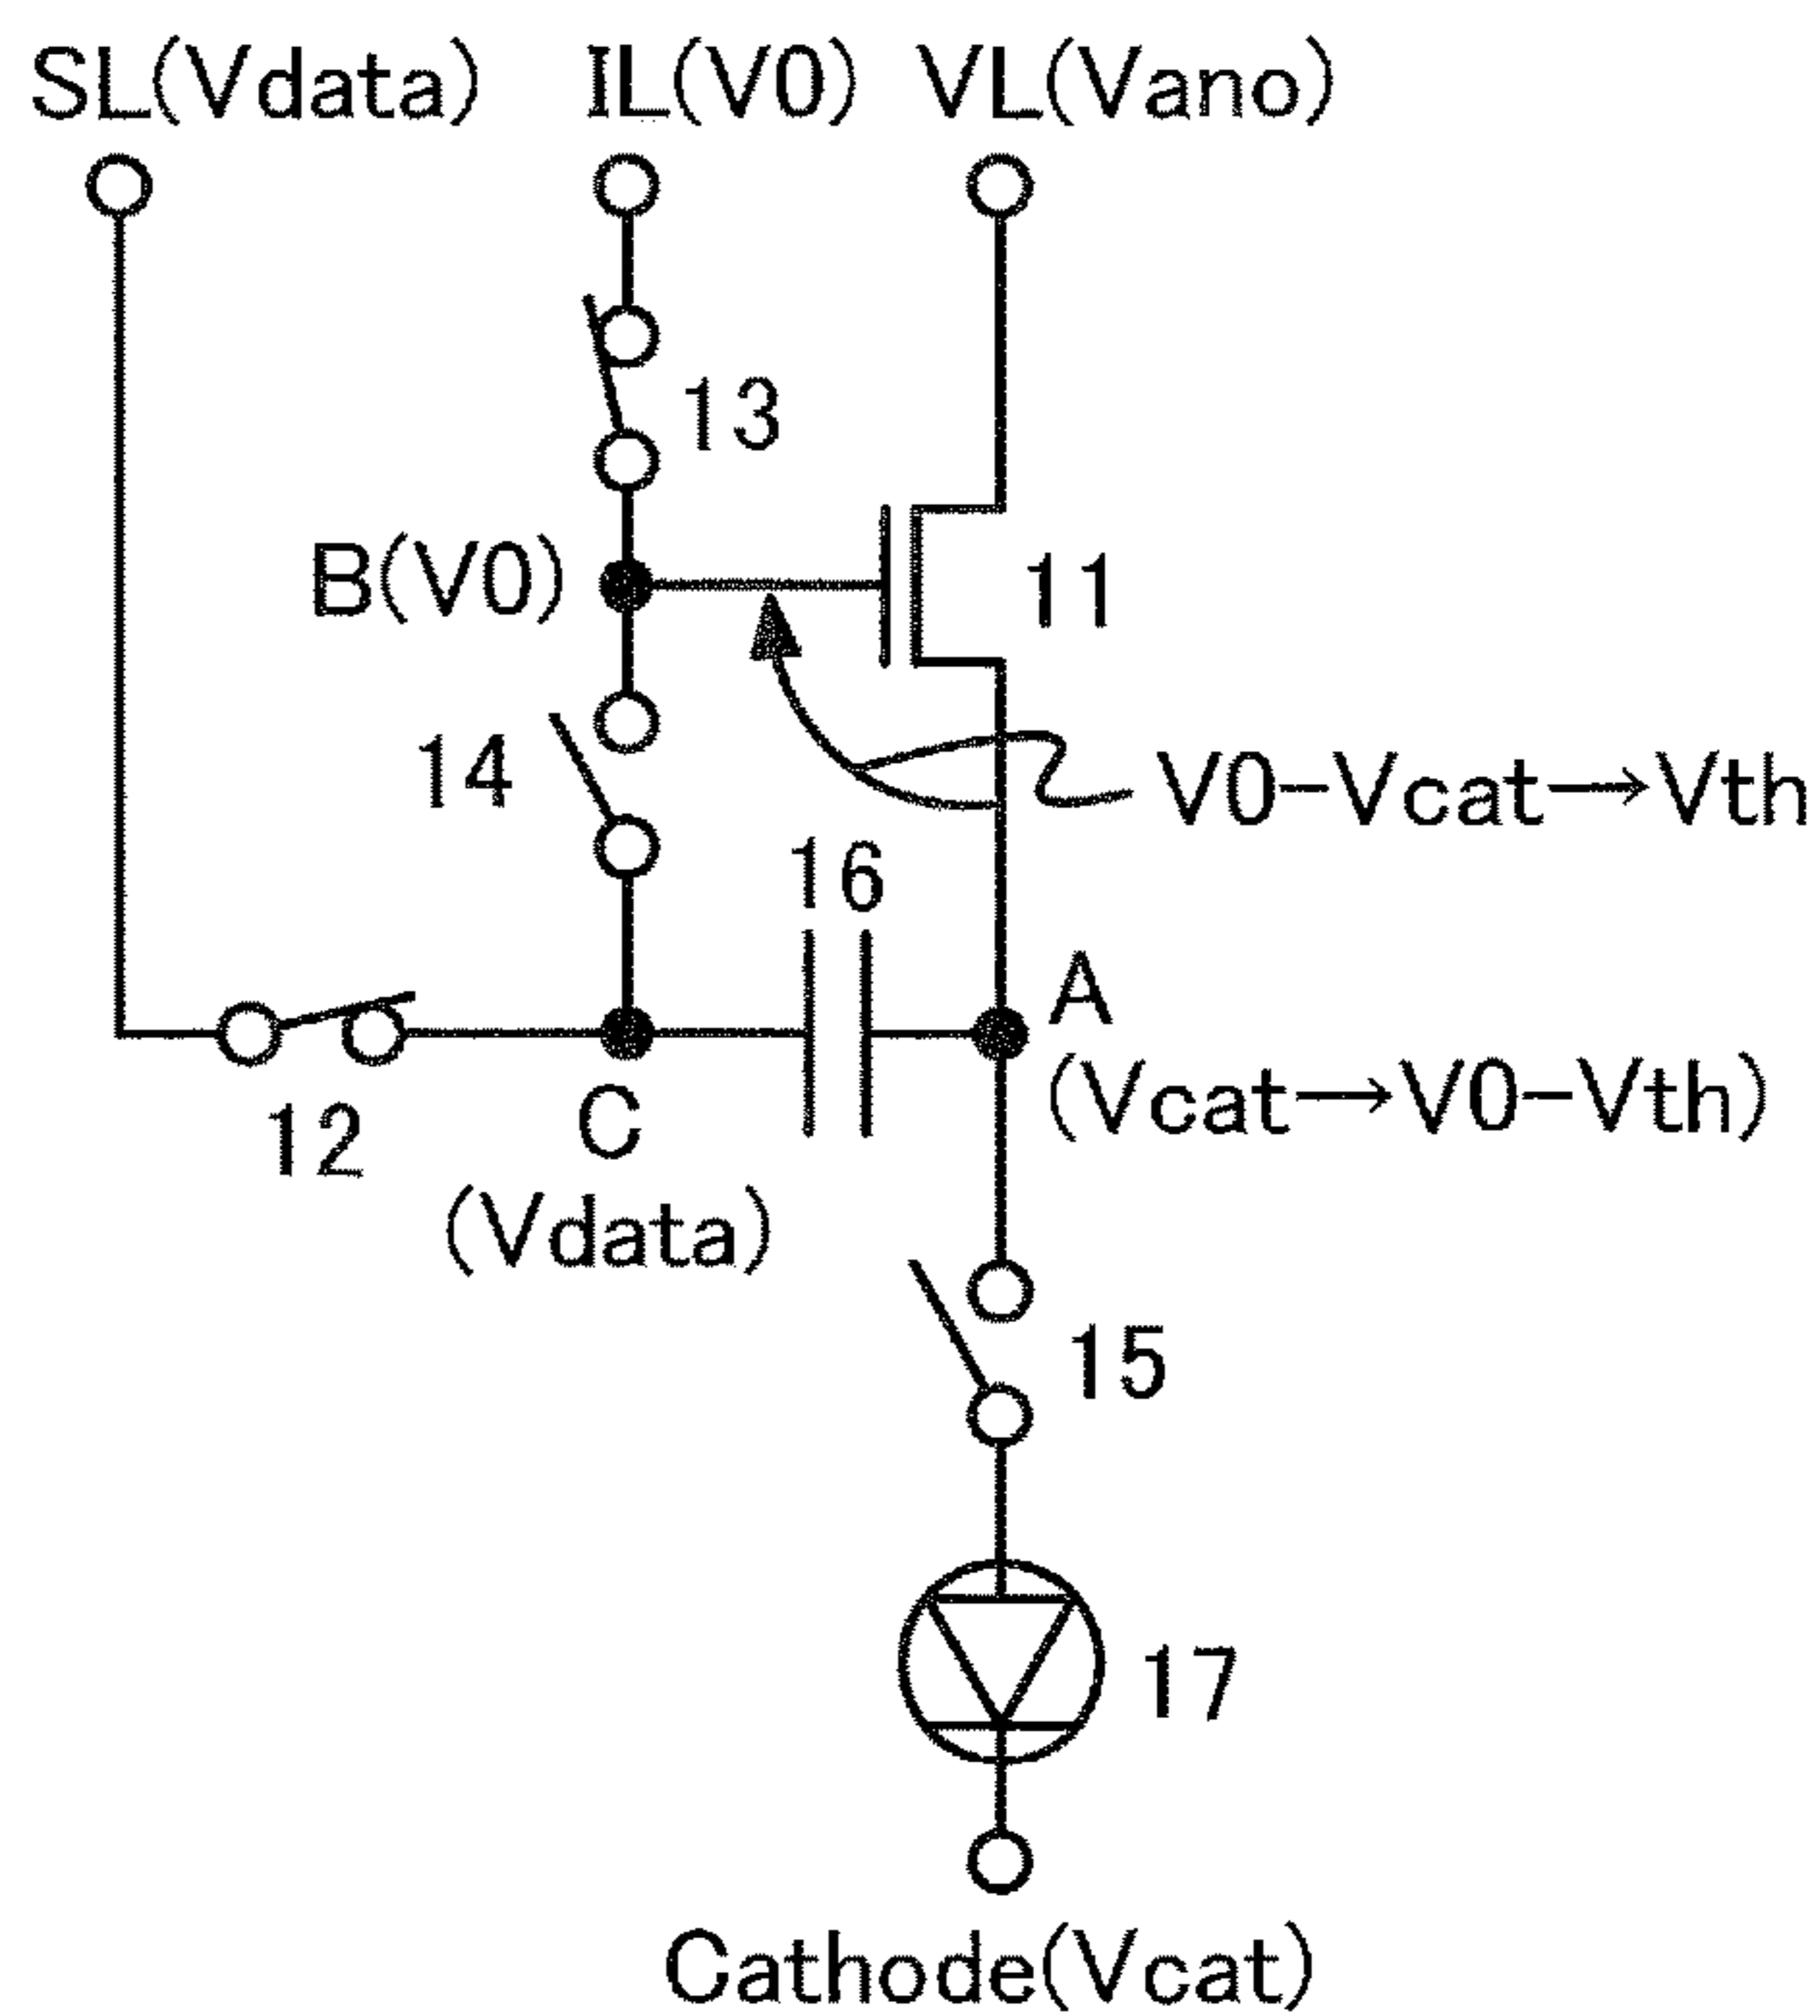 SL(Vdata) IL(V0) VL(Vano)
13
B(V0)
11
14
V0-Vcat→Vth
16
A
(Vcat→V0-Vth)
12
C
(Vdata)
15
17
Cathode(Vcat)